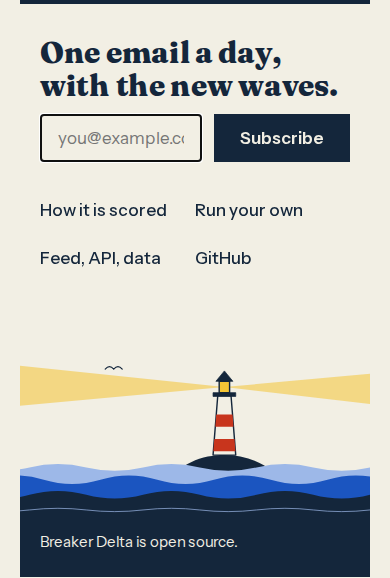 One email a day,
with the new waves.
you@example.co
Subscribe
How it is scored
Run your own
Feed, API, data
GitHub
Breaker Delta is open source.